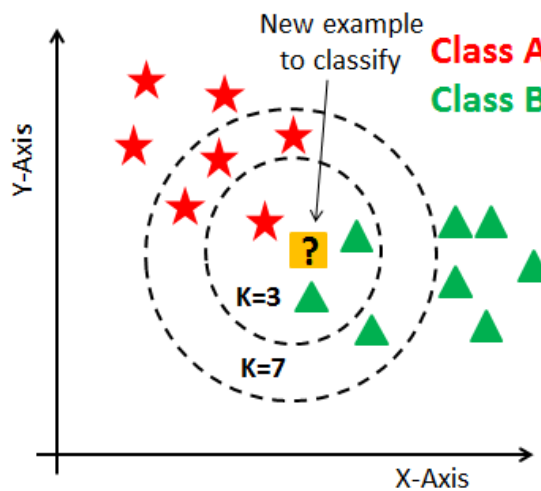 New example
to classify
Class A
Class B
Y-Axis
?
K=3
K=7
X-Axis